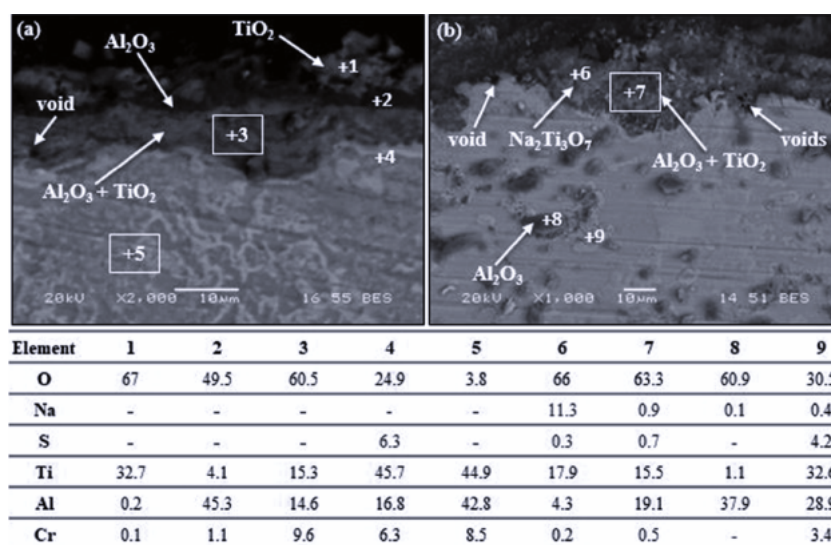 (a)
TiO₂
+1
Al₂O₃
+2
void
+3
+4
Al₂O₃ + TiO₂
+5
20kV X2,000 10μm 16 55 BES
(b)
+6
+7
void
Na₂Ti₃O₇
voids
Al₂O₃ + TiO₂
+8
+9
Al₂O₃
20kV X1,000 10μm 14 51 BES
Element 1 2 3 4 5 6 7 8 9
O 67 49.5 60.5 24.9 3.8 66 63.3 60.9
Na - - - - - 11.3 0.9 0.1 0.4
S - - - 6.3 - 0.3 0.7 - 4.2
Ti 32.7 4.1 15.3 45.7 44.9 17.9 15.5 1.1
Al 0.2 45.3 14.6 16.8 42.8 4.3 19.1 37.9
Cr 0.1 1.1 9.6 6.3 8.5 0.2 0.5 - 3.4